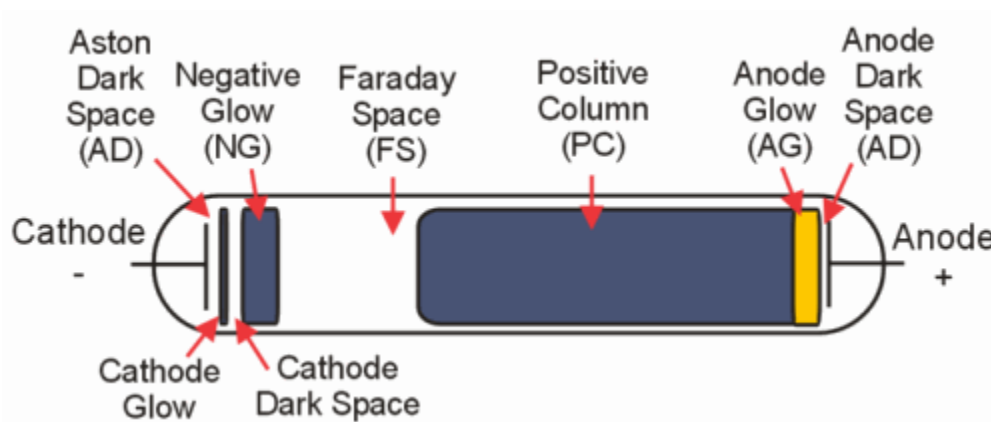 Aston
Dark
Space
(AD)
Negative
Glow
(NG)
Faraday
Space
(FS)
Positive
Column
(PC)
Anode
Glow
(AG)
Anode
Dark
Space
(AD)
Cathode
-
Anode
+
Cathode
Glow
Cathode
Dark Space